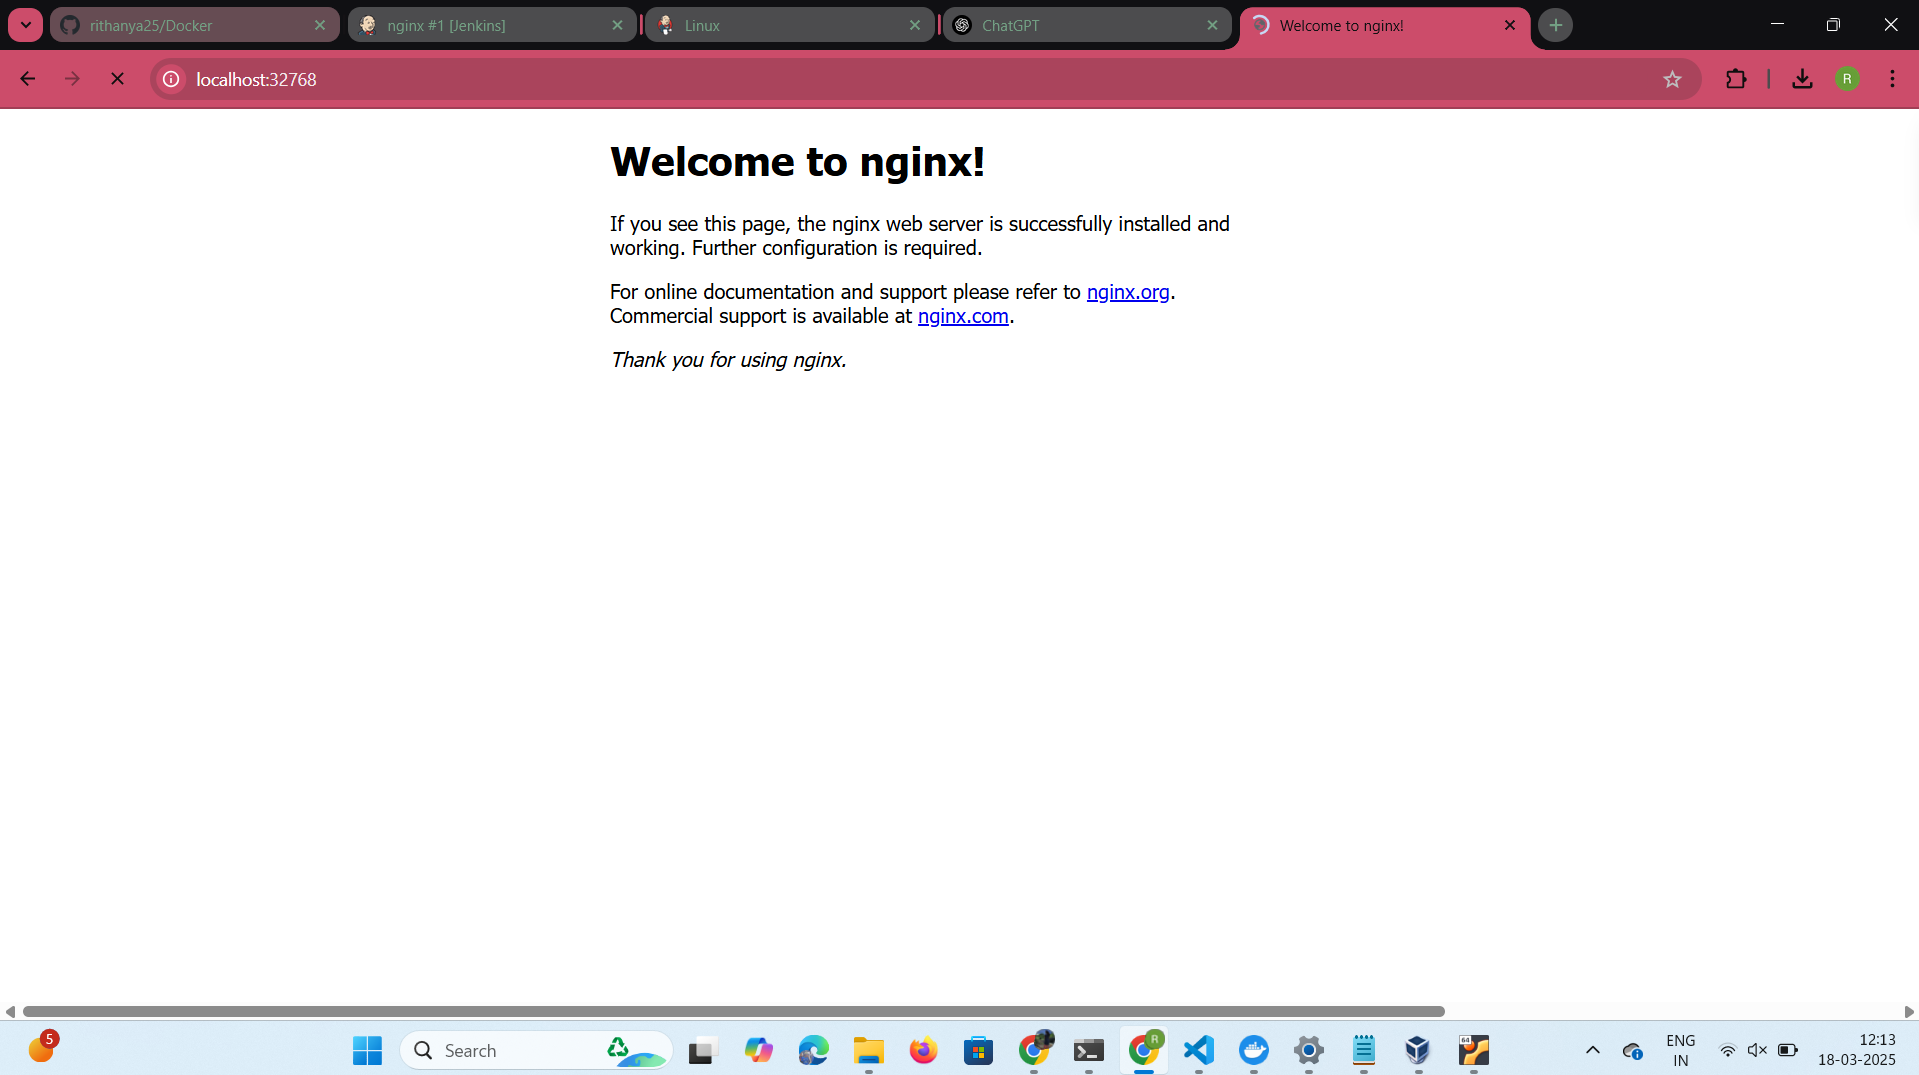 rithanya25/Docker
nginx #1 [Jenkins]
Linux
ChatGPT
Welcome to nginx!
localhost:32768
R
Welcome to nginx!
If you see this page, the nginx web server is successfully installed and
working. Further configuration is required.
For online documentation and support please refer to nginx.org.
Commercial support is available at nginx.com.
Thank you for using nginx.
5
Search
R
64
ENG
IN
12:13
18-03-2025